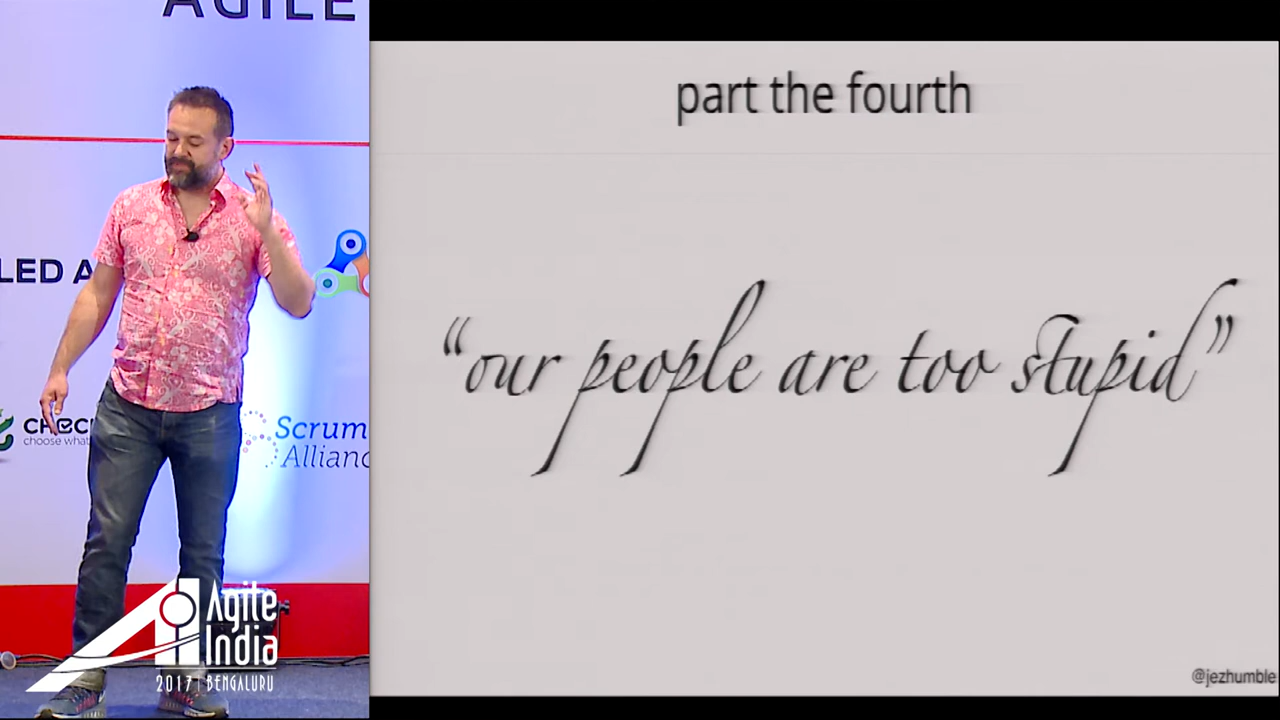 AGILE
LED A
CHOC
choose what
Scrum
Allianc
Agile
India
2017 | BENGALURU
part the fourth
“our people are too stupid”
@jezhumble